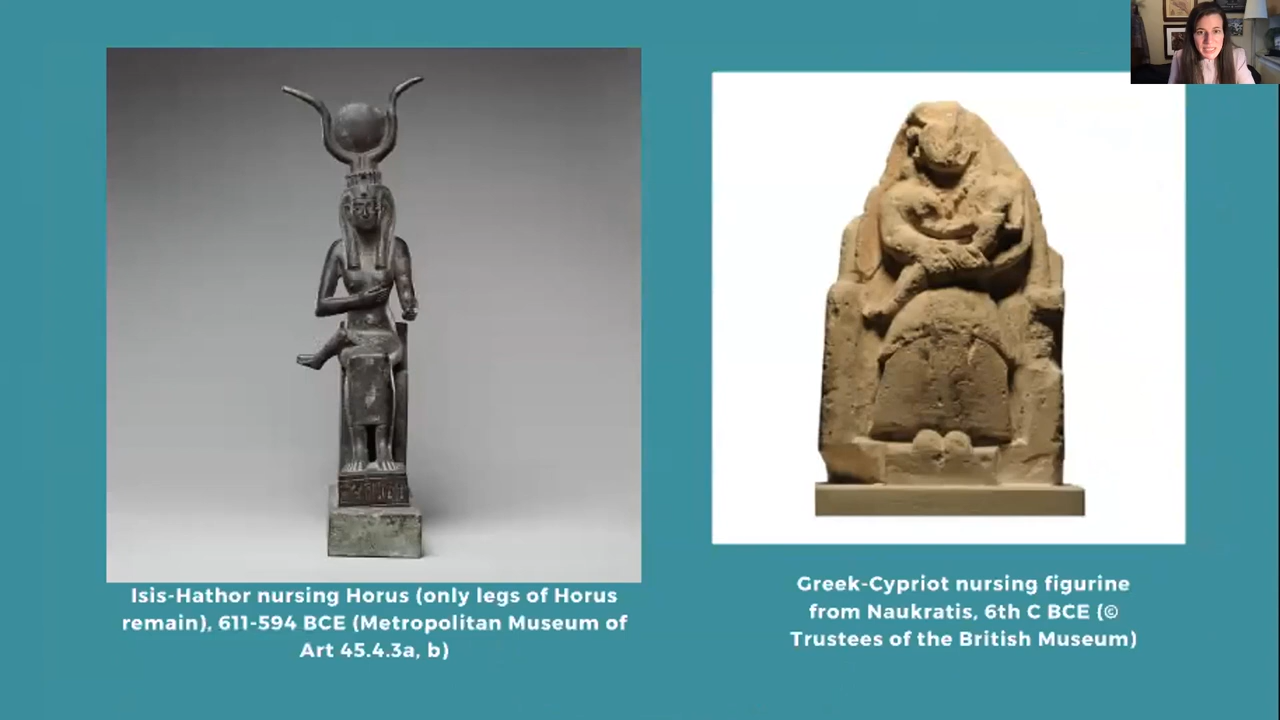 Isis-Hathor nursing Horus (only legs of Horus
remain), 611-594 BCE (Metropolitan Museum of
Art 45.4.3a, b)
Greek-Cypriot nursing figurine
from Naukratis, 6th C BCE (©
Trustees of the British Museum)